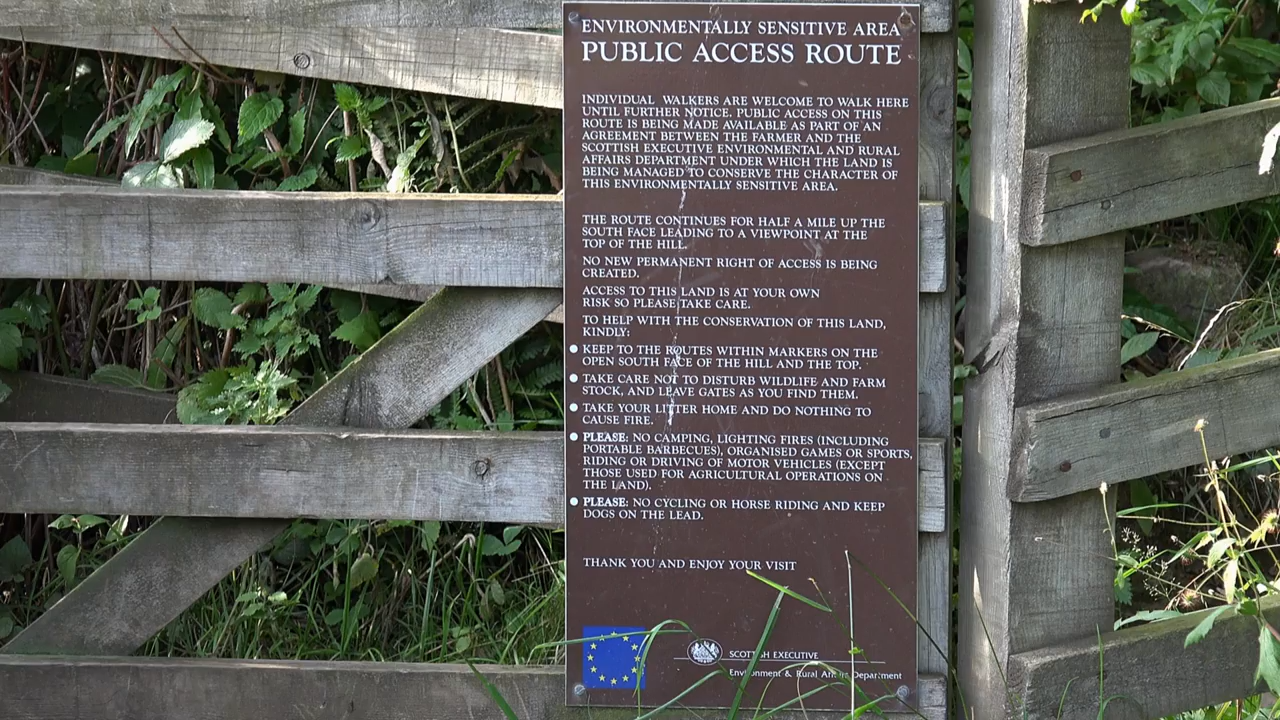 ENVIRONMENTALLY SENSITIVE AREA
PUBLIC ACCESS ROUTE
INDIVIDUAL WALKERS ARE WELCOME TO WALK HERE
UNTIL FURTHER NOTICE. PUBLIC ACCESS ON THIS
ROUTE IS BEING MADE AVAILABLE AS PART OF AN
AGREEMENT BETWEEN THE FARMER AND THE
SCOTTISH EXECUTIVE ENVIRONMENTAL AND RURAL
AFFAIRS DEPARTMENT UNDER WHICH THE LAND IS
BEING MANAGED TO CONSERVE THE CHARACTER OF
THIS ENVIRONMENTALLY SENSITIVE AREA.
THE ROUTE CONTINUES FOR HALF A MILE UP THE
SOUTH FACE LEADING TO A VIEWPOINT AT THE
TOP OF THE HILL.
NO NEW PERMANENT RIGHT OF ACCESS IS BEING
CREATED.
ACCESS TO THIS LAND IS AT YOUR OWN
RISK SO PLEASE TAKE CARE.
TO HELP WITH THE CONSERVATION OF THIS LAND,
KINDLY:
● KEEP TO THE ROUTES WITHIN MARKERS ON THE
OPEN SOUTH FACE OF THE HILL AND THE TOP.
● TAKE CARE NOT TO DISTURB WILDLIFE AND FARM
STOCK, AND LEAVE GATES AS YOU FIND THEM.
● TAKE YOUR LITTER HOME AND DO NOTHING TO
CAUSE FIRE.
● PLEASE: NO CAMPING, LIGHTING FIRES (INCLUDING
PORTABLE BARBECUES), ORGANISED GAMES OR SPORTS,
RIDING OR DRIVING OF MOTOR VEHICLES (EXCEPT
THOSE USED FOR AGRICULTURAL OPERATIONS ON
THE LAND).
● PLEASE: NO CYCLING OR HORSE RIDING AND KEEP
DOGS ON THE LEAD.
THANK YOU AND ENJOY YOUR VISIT
SCOTTISH EXECUTIVE
Environment & Rural Affairs Department